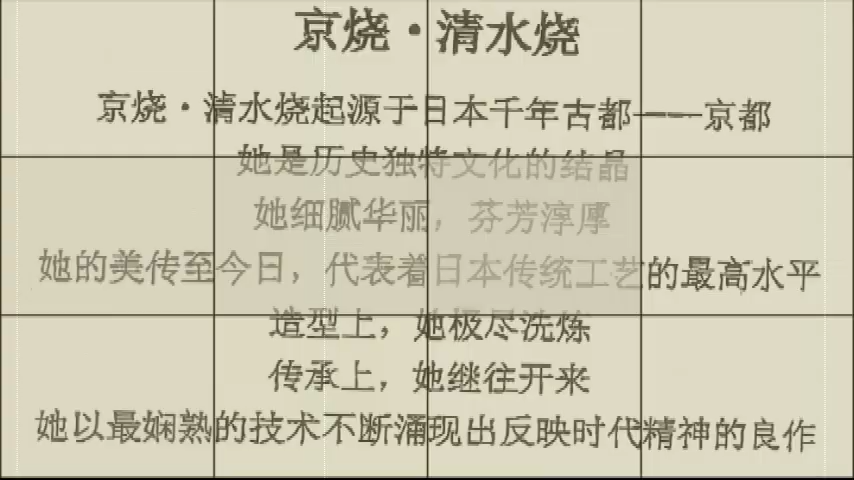 京烧·清水烧
京烧·清水烧起源于日本千年古都——京都
她是历史独特文化的结晶
她细腻华丽，芬芳淳厚
她的美传至今日，代表着日本传统工艺的最高水平
造型上，她极尽洗炼
传承上，她继往开来
她以最娴熟的技术不断涌现出反映时代精神的良作